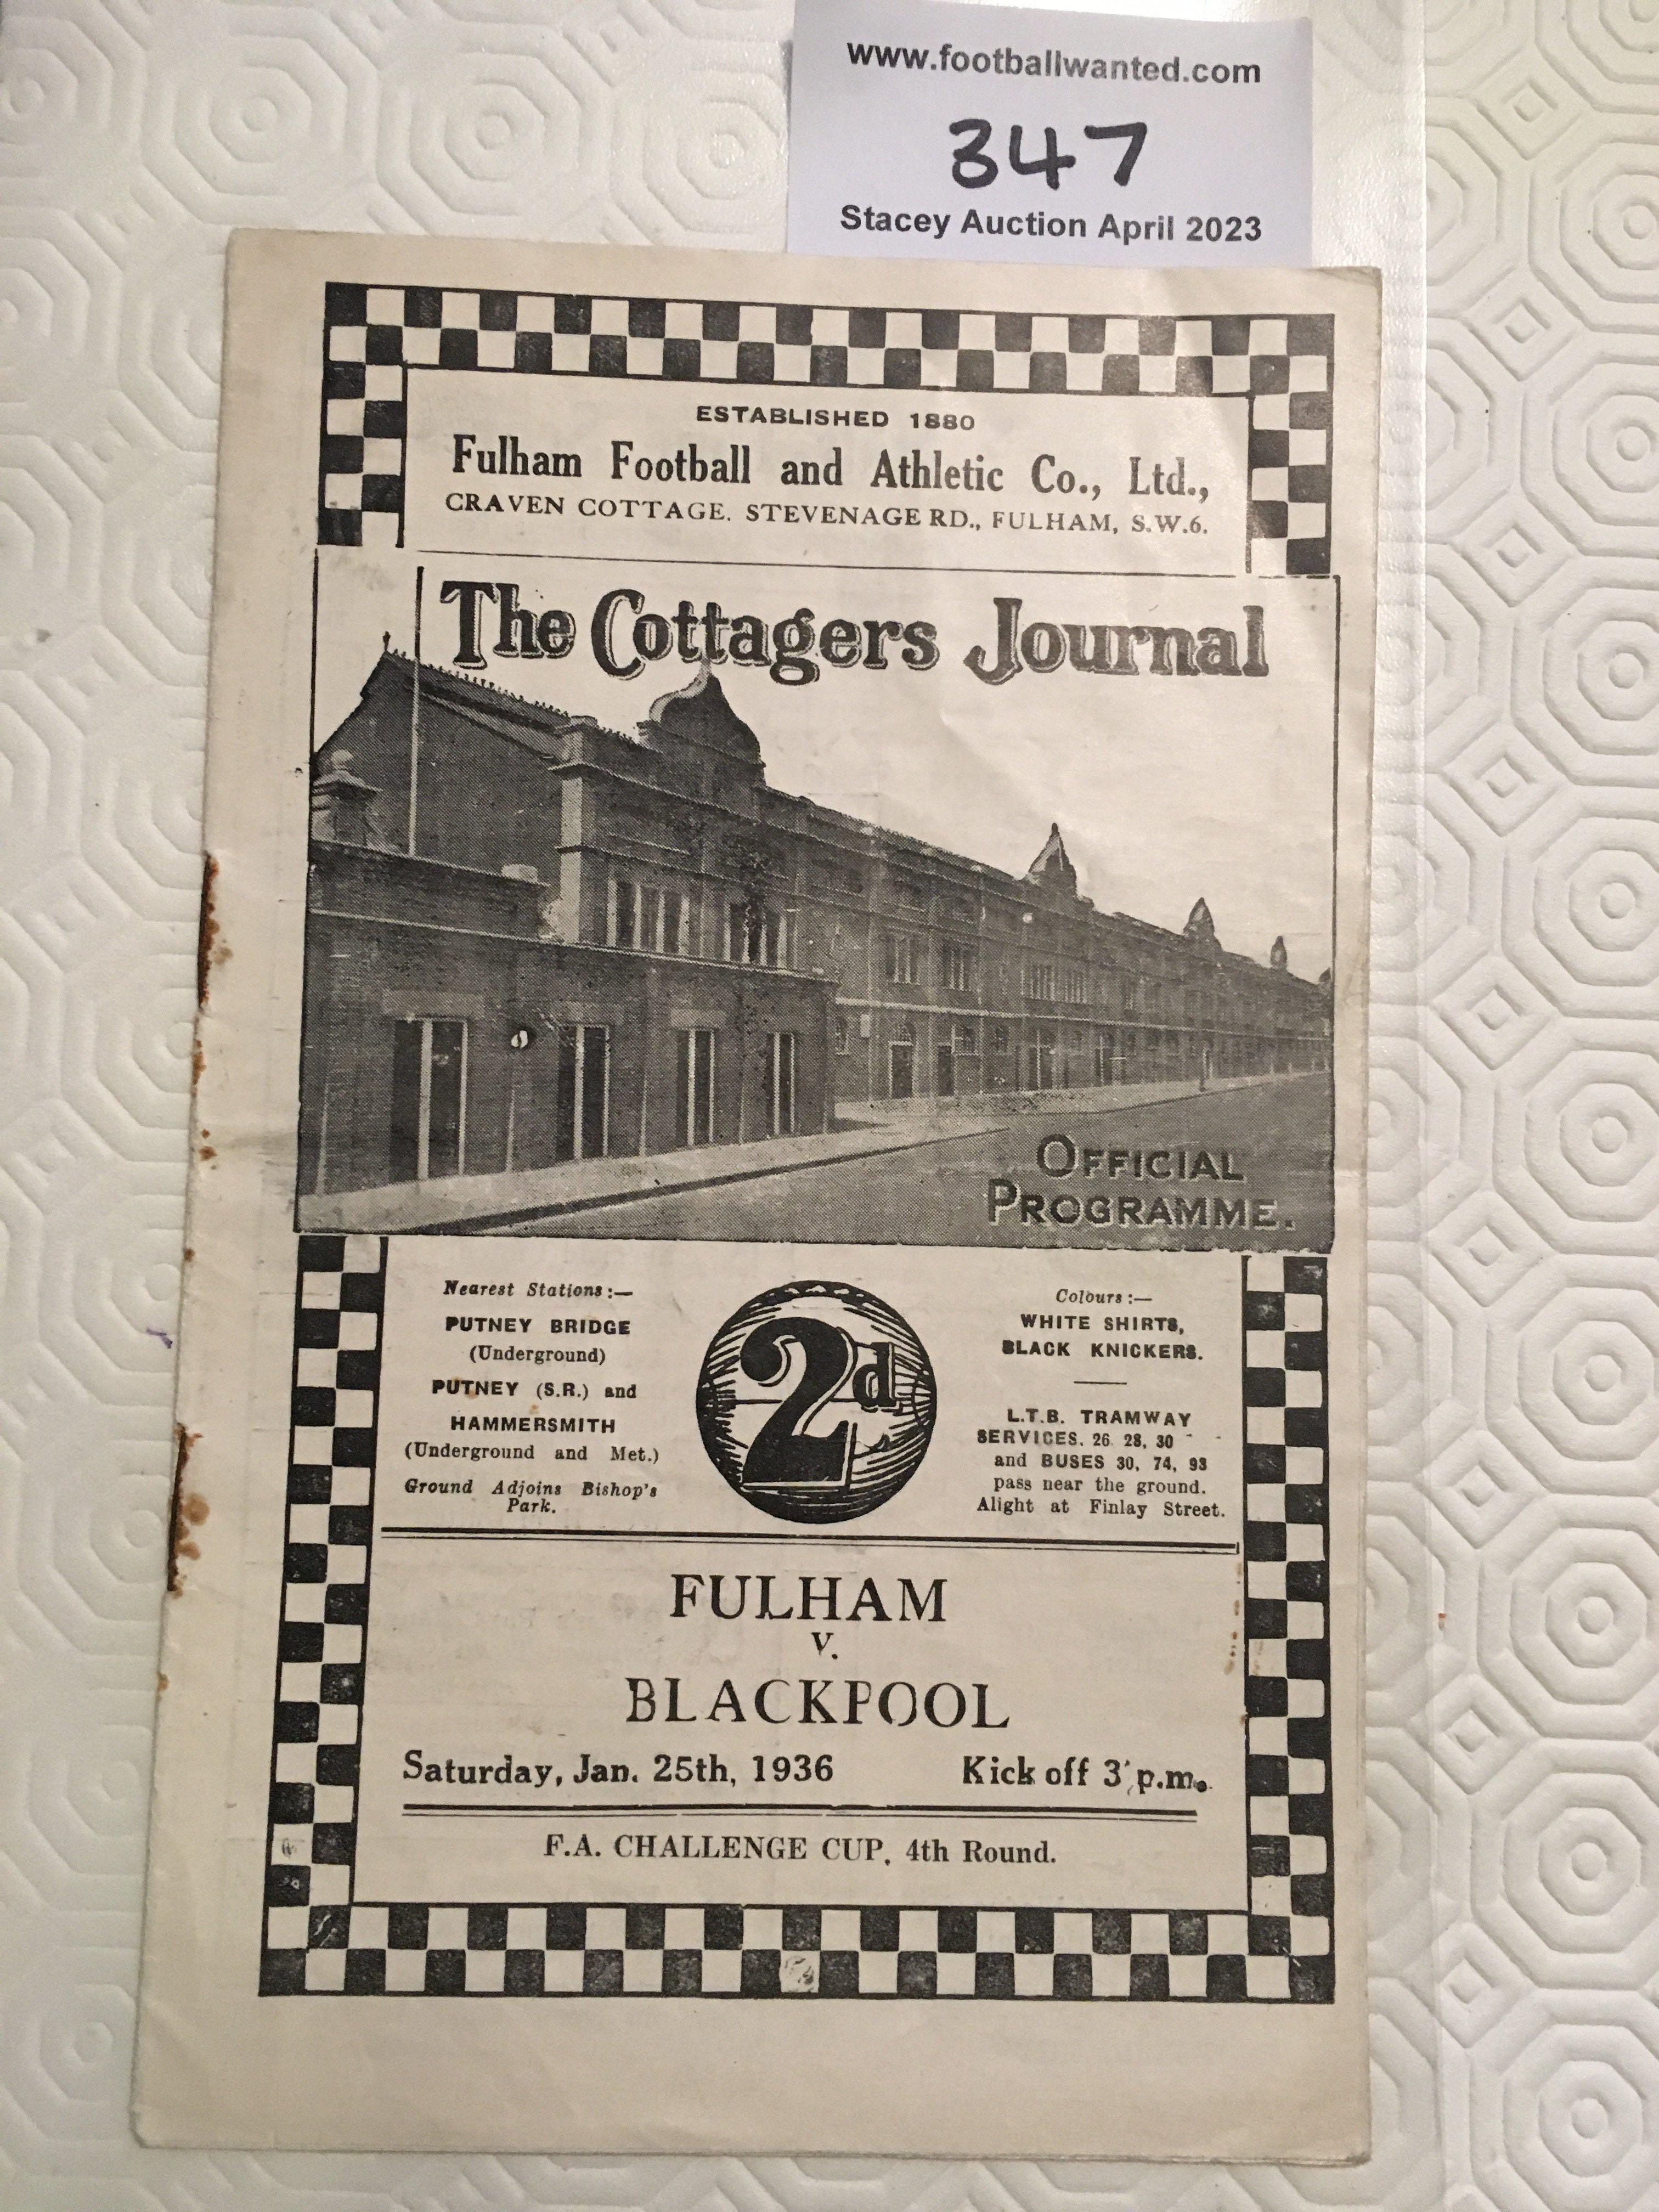 www.footballwanted.com
347
Stacey Auction April 2023
ESTABLISHED 1880
Fulham Football and Athletic Co., Ltd.,
CRAVEN COTTAGE. STEVENAGE RD., FULHAM, S.W.6.
The Cottagers Journal
OFFICIAL
PROGRAMME.
Nearest Stations:—
PUTNEY BRIDGE
(Underground)
PUTNEY (S.R.) and
HAMMERSMITH
(Underground and Met.)
Ground Adjoins Bishop's
Park.
2d.
Colours:—
WHITE SHIRTS,
BLACK KNICKERS.
L.T.B. TRAMWAY
SERVICES. 26 28, 30
and BUSES 30, 74, 93
pass near the ground.
Alight at Finlay Street.
FULHAM
V.
BLACKPOOL
Saturday, Jan. 25th, 1936 Kick off 3 p.m.
F.A. CHALLENGE CUP, 4th Round.